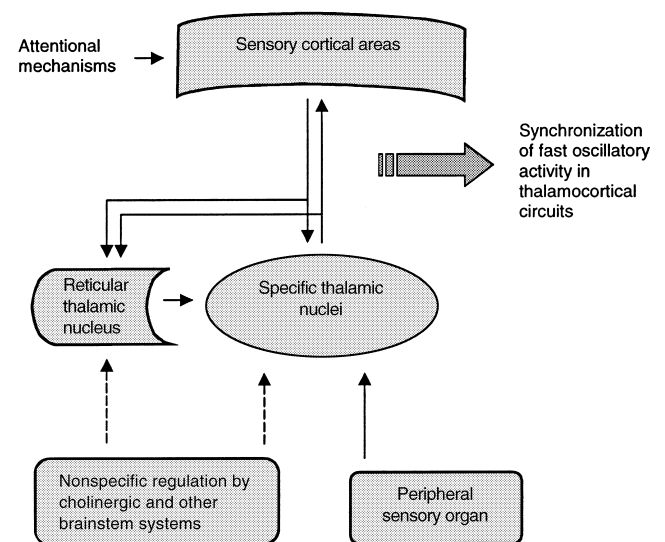 Attentional
mechanisms
Sensory cortical areas
Synchronization
of fast oscillatory
activity in
thalamocortical
circuits
Reticular
thalamic
nucleus
Specific thalamic
nuclei
Nonspecific regulation by
cholinergic and other
brainstem systems
Peripheral
sensory organ